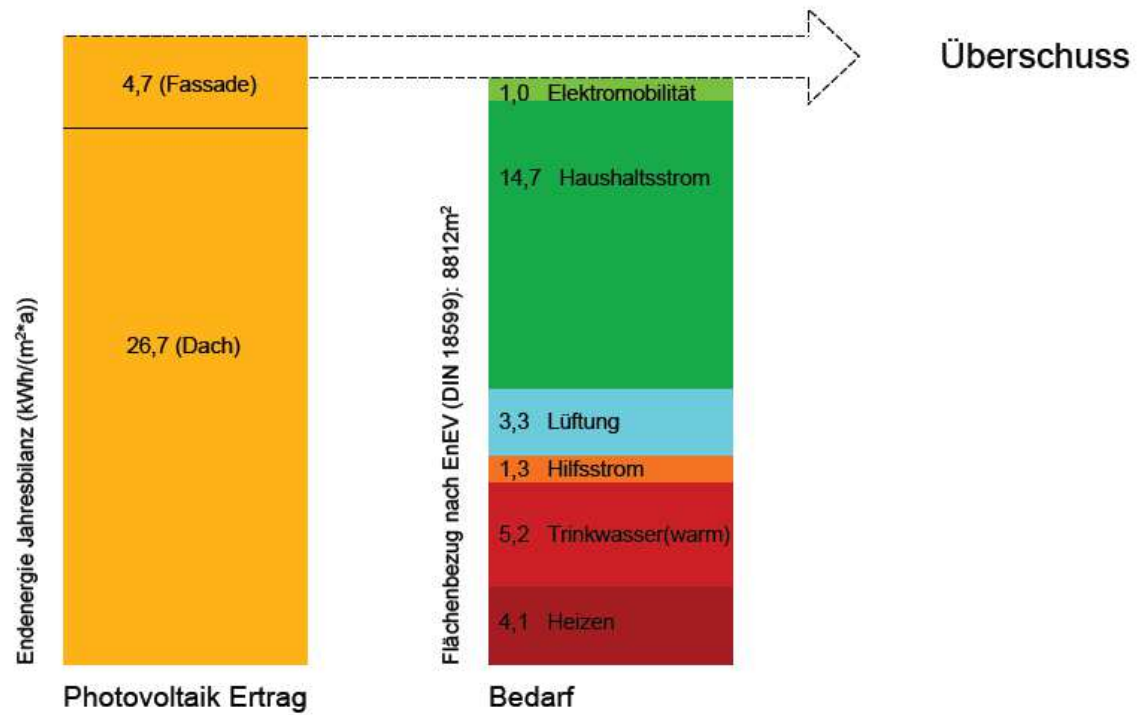 Überschuss
Endenergie Jahresbilanz (kWh/(m²*a))
4,7 (Fassade)
26,7 (Dach)
Photovoltaik Ertrag
Flächenbezug nach EnEV (DIN 18599): 8812m²
1,0 Elektromobilität
14,7 Haushaltsstrom
3,3 Lüftung
1,3 Hilfsstrom
5,2 Trinkwasser(warm)
4,1 Heizen
Bedarf